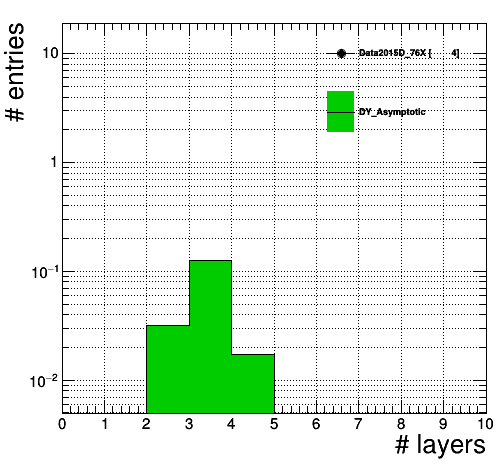 # entries
10
Data2015D_76X [ 4]
DY_Asymptotic
1
10⁻¹
10⁻²
0 1 2 3 4 5 6 7 8 9 10
# layers